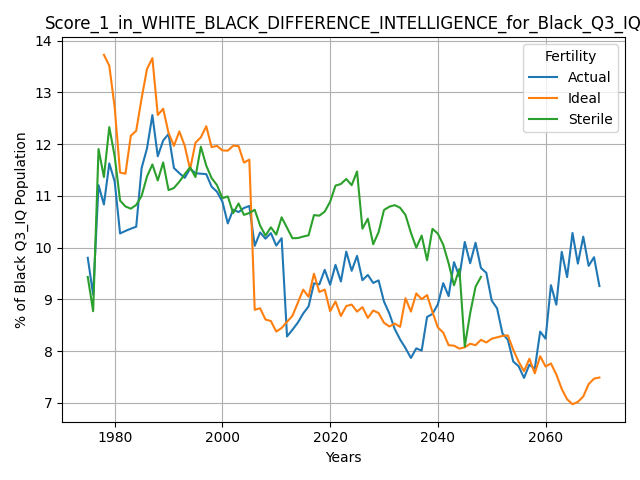 Score_1_in_WHITE_BLACK_DIFFERENCE_INTELLIGENCE_for_Black_Q3_IQ
% of Black Q3_IQ Population
14
13
12
11
10
9
8
7
Fertility
Actual
Ideal
Sterile
1980
2000
2020
2040
2060
Years